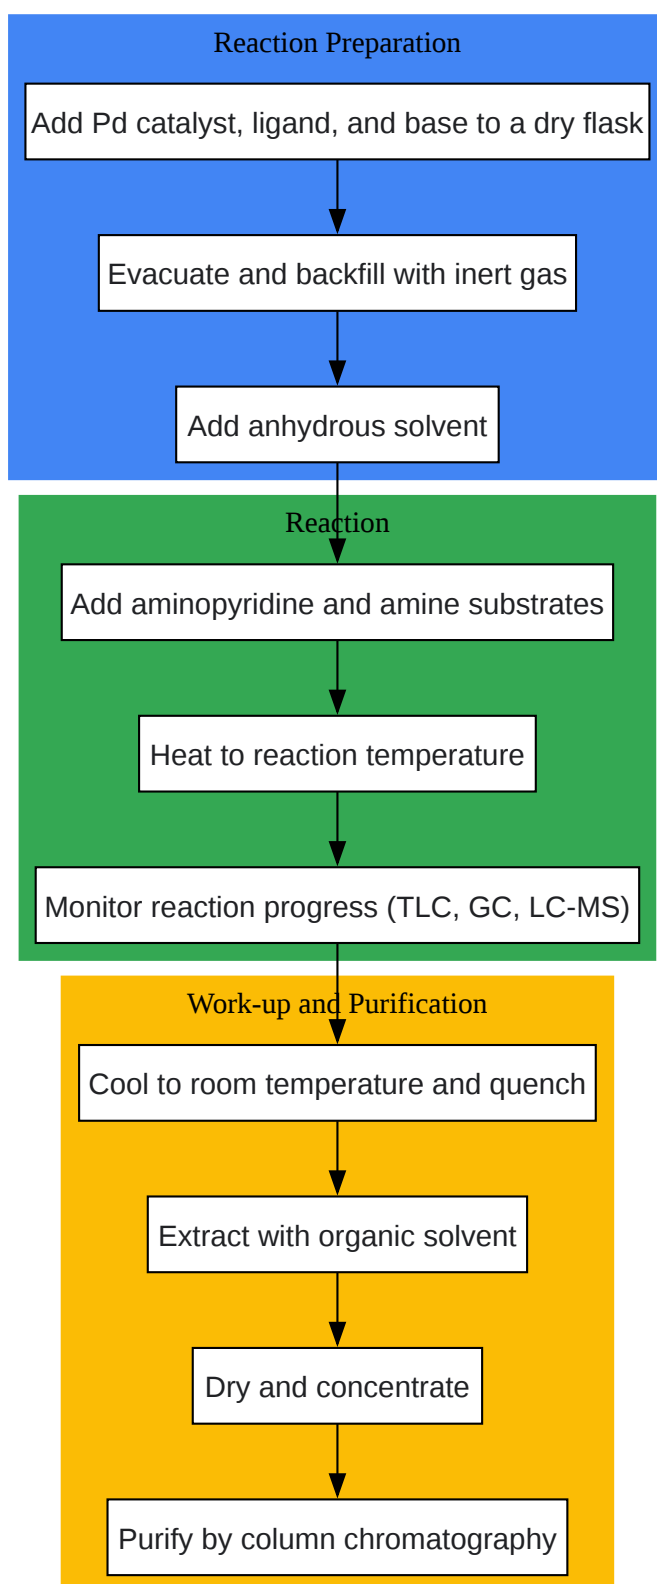 Reaction Preparation
Add Pd catalyst, ligand, and base to a dry flask
Evacuate and backfill with inert gas
Add anhydrous solvent
Reaction
Add aminopyridine and amine substrates
Heat to reaction temperature
Monitor reaction progress (TLC, GC, LC-MS)
Work-up and Purification
Cool to room temperature and quench
Extract with organic solvent
Dry and concentrate
Purify by column chromatography